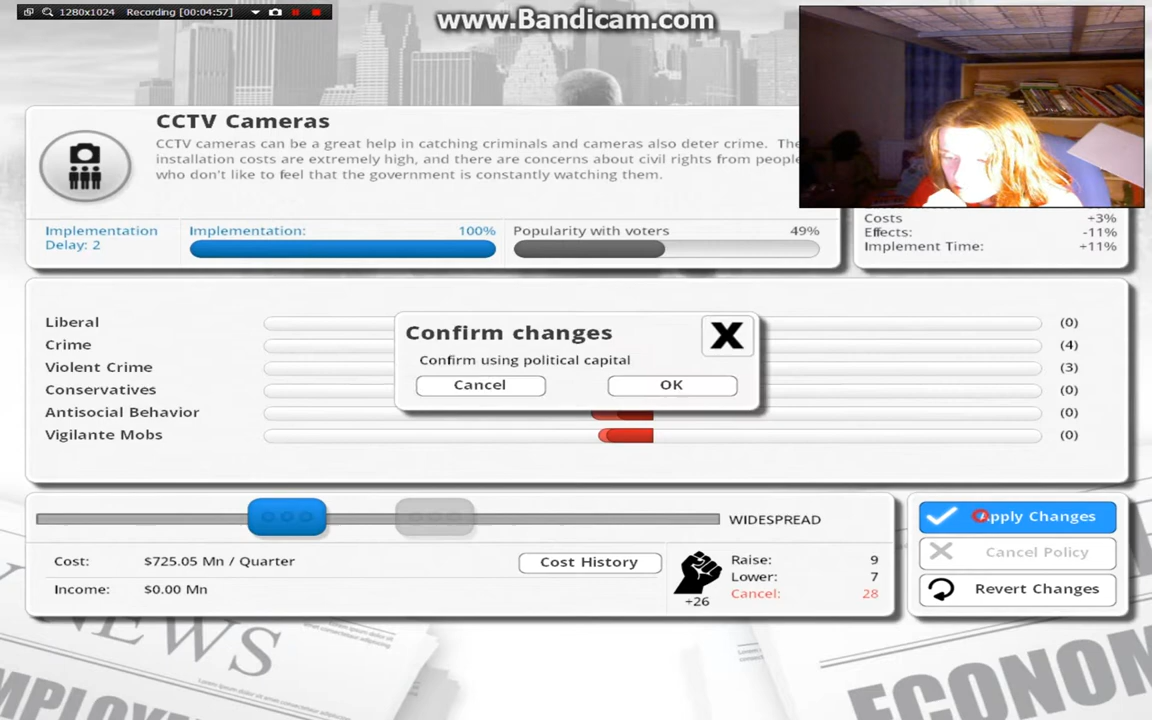 1280x1024 Recording [00:04:57]
www.Bandicam.com
CCTV Cameras
CCTV cameras can be a great help in catching criminals and cameras also deter crime. The
installation costs are extremely high, and there are concerns about civil rights from people
who don't like to feel that the government is constantly watching them.
Implementation
Delay: 2
Implementation: 100%
Popularity with voters 49%
Costs +3%
Effects: -11%
Implement Time: +11%
Liberal (0)
Crime (4)
Violent Crime (3)
Conservatives (0)
Antisocial Behavior (0)
Vigilante Mobs (0)
Confirm changes
X
Confirm using political capital
Cancel OK
WIDESPREAD
Cost: $725.05 Mn / Quarter
Income: $0.00 Mn
Cost History
+26
Raise: 9
Lower: 7
Cancel: 28
Apply Changes
Cancel Policy
Revert Changes
NEWS
ECONOM